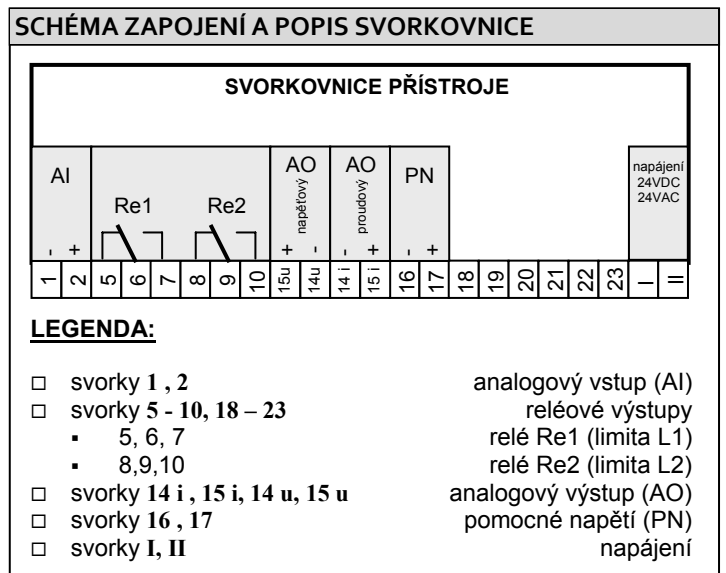 SCHÉMA ZAPOJENÍ A POPIS SVORKOVNICE
SVORKOVNICE PŘÍSTROJE
AI
Re1
Re2
AO
napěťový
AO
proudový
PN
napájení
24VDC
24VAC
- +
+ -
- +
- +
1 2 5 6 7 8 9 10 15u 14u 14 i 15 i 16 17 18 19 20 21 22 23 I II
LEGENDA:
□ svorky 1 , 2 analogový vstup (AI)
□ svorky 5 - 10, 18 – 23 reléové výstupy
▪ 5, 6, 7 relé Re1 (limita L1)
▪ 8,9,10 relé Re2 (limita L2)
□ svorky 14 i , 15 i, 14 u, 15 u analogový výstup (AO)
□ svorky 16 , 17 pomocné napětí (PN)
□ svorky I, II napájení